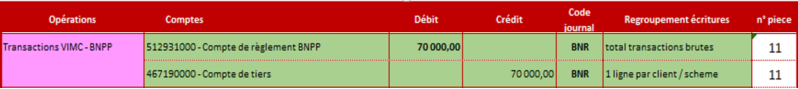 Opérations Comptes Débit Crédit Code journal Regroupement écritures n° piece
Transactions VIMC - BNPP 512931000 - Compte de règlement BNPP 70 000,00 BNR total transactions brutes 11
467190000 - Compte de tiers 70 000,00 BNR 1 ligne par client / scheme 11